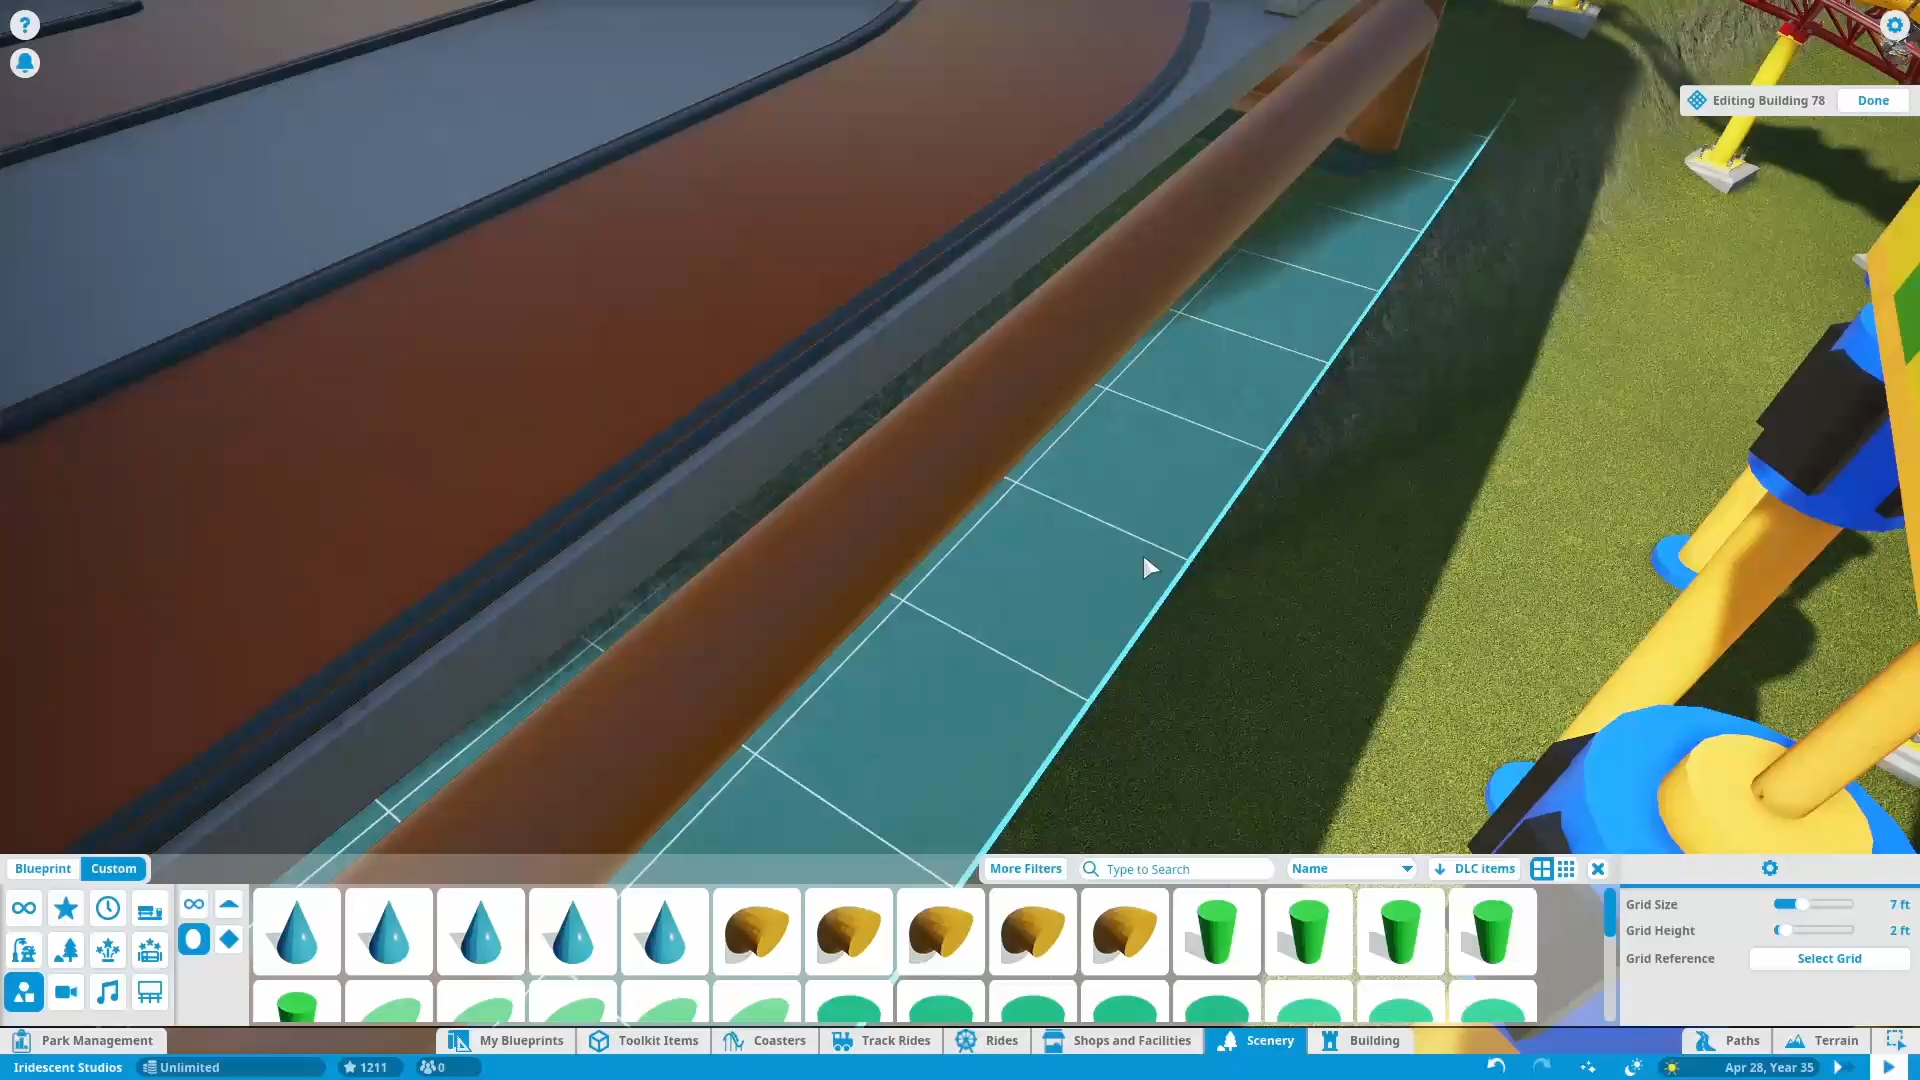 ?
Editing Building 78
Done
Blueprint
Custom
More Filters
Type to Search
Name
DLC items
Grid Size
7 ft
Grid Height
2 ft
Grid Reference
Select Grid
Park Management
My Blueprints
Toolkit Items
Coasters
Track Rides
Rides
Shops and Facilities
Scenery
Building
Paths
Terrain
Iridescent Studios
Unlimited
1211
0
Apr 28, Year 35